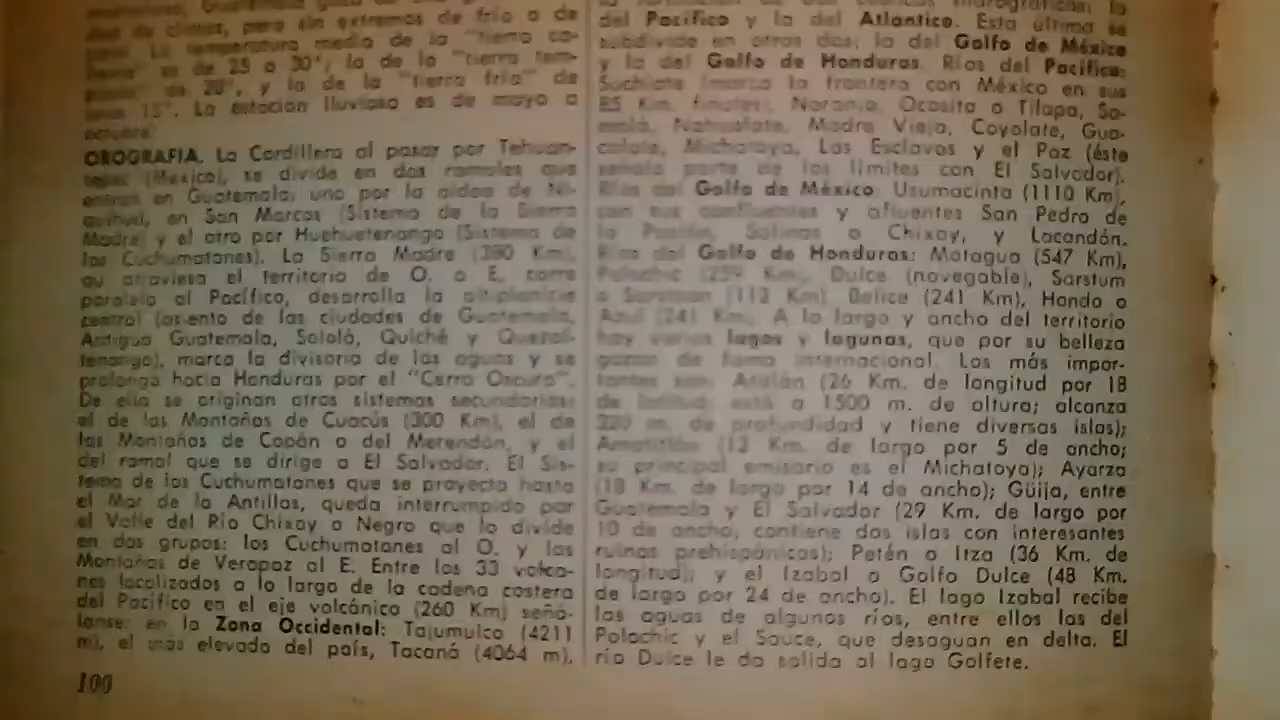 dad de climas, pero sin extremos de frío o de
lor. La temperatura media de la "tierra ca-
liente" es de 25 a 30°; la de la "tierra tem-
plada" de 20°, y la de la "tierra fría" de
15°. La estación lluviosa es de mayo a
octubre.
OROGRAFIA. La Cordillera al pasar por Tehuan-
tepec (México), se divide en dos ramales que
entran en Guatemala: uno por la aldea de Ni-
quihuil, en San Marcos (Sistema de la Sierra
Madre) y el otro por Huehuetenango (Sistema de
los Cuchumatanes). La Sierra Madre (380 Km),
qu atraviesa el territorio de O. a E. corre
paralela al Pacífico, desarrolla la altiplanicie
central (asiento de las ciudades de Guatemala,
Antigua Guatemala, Sololá, Quiché y Quezal-
tenango), marca la divisoria de las aguas y se
prolonga hacia Honduras por el "Cerro Oscuro".
De ella se originan otros sistemas secundarios:
el de las Montañas de Cuacús (300 Km), el de
las Montañas de Copán o del Merendón, y el
del ramal que se dirige a El Salvador. El Sis-
tema de los Cuchumatanes que se proyecta hasta
el Mar de la Antillas, queda interrumpido por
el Valle del Río Chixoy o Negro que lo divide
en dos grupos: los Cuchumatanes al O. y las
Montañas de Verapaz al E. Entre los 33 volca-
nes localizados a lo largo de la cadena costera
del Pacífico en el eje volcánico (260 Km) señá-
lanse: en la Zona Occidental: Tajumulco (4211
m), el más elevado del país, Tacaná (4064 m),
100
del Pacífico y la del Atlantico. Esta última se
subdivide en otras dos; la del Golfo de México
y la del Golfo de Honduras. Ríos del Pacífico:
Suchiate (marca la frontera con México en sus
85 Km. finales), Naranjo, Ocosito o Tilapa, Sa-
malá, Nahualate, Madre Vieja, Coyolate, Gua-
calate, Michatoya, Los Esclavos y el Paz (éste
señala parte de los límites con El Salvador).
Ríos del Golfo de México: Usumacinta (1110 Km),
con sus confluentes y afluentes San Pedro de
la Pasión, Salinas o Chixoy, y Lacandón.
Ríos del Golfo de Honduras: Motagua (547 Km),
Polochic (259 Km), Dulce (navegable), Sarstum
o Sarstoon (112 Km) Belice (241 Km), Hondo o
Azul (241 Km). A lo largo y ancho del territorio
hay varios lagos y lagunas, que por su belleza
gozan de fama internacional. Los más impor-
tantes son: Atitlán (26 Km. de longitud por 18
de latitud; está a 1500 m. de altura; alcanza
320 m. de profundidad y tiene diversas islas);
Amatitlán (12 Km. de largo por 5 de ancho;
su principal emisario es el Michatoya); Ayarza
(18 Km. de largo por 14 de ancho); Güija, entre
Guatemala y El Salvador (29 Km. de largo por
10 de ancho, contiene dos islas con interesantes
ruinas prehispánicas); Petén o Itza (36 Km. de
longitud); y el Izabal o Golfo Dulce (48 Km.
de largo por 24 de ancho). El lago Izabal recibe
las aguas de algunos ríos, entre ellos las del
Polochic y el Sauce, que desaguan en delta. El
río Dulce le da salida al lago Golfete.